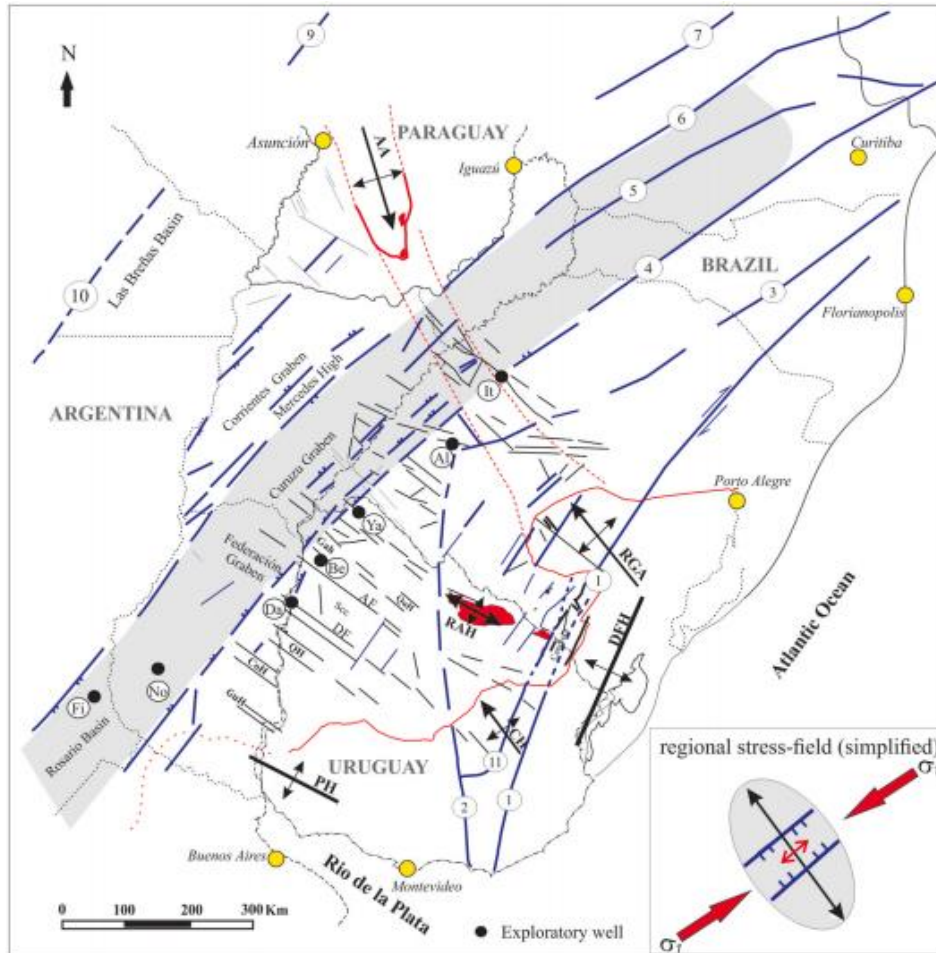 N
9
7
6
PARAGUAY
AA
Asunción
Iguazú
Curitiba
5
4
BRAZIL
3
Florianopolis
Las Breñas Basin
10
ARGENTINA
Corrientes Graben
Mercedes High
It
Al
Curuzu Graben
Ya
Porto Alegre
Federación
Graben
Be
AF
Scc
DF
Da
QH
RGA
1
RAH
DFH
Atlantic Ocean
No
Fi
Rosario Basin
11
URUGUAY
PH
2
1
Buenos Aires
Montevideo
Rio de la Plata
0 100 200 300 Km
Exploratory well
regional stress-field (simplified)
σ
σ